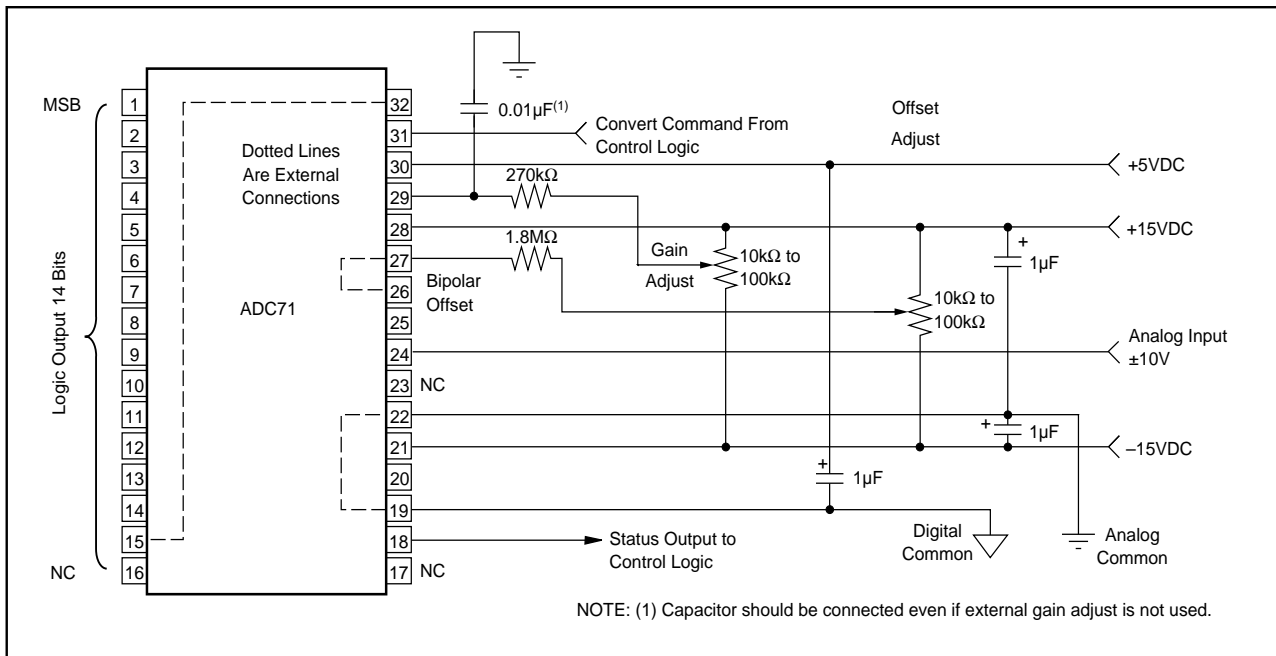 MSB
Logic Output 14 Bits
NC
1
2
3
4
5
6
7
8
9
10
11
12
13
14
15
16
Dotted Lines
Are External
Connections
ADC71
32
31
30
29
28
27
26
25
24
23
22
21
20
19
18
17
NC
NC
Bipolar
Offset
0.01µF(1)
Convert Command From
Control Logic
Offset
Adjust
270kΩ
1.8MΩ
Gain
Adjust
10kΩ to
100kΩ
10kΩ to
100kΩ
+
1µF
+
1µF
+
1µF
+5VDC
+15VDC
Analog Input
±10V
–15VDC
Status Output to
Control Logic
Digital
Common
Analog
Common
NOTE: (1) Capacitor should be connected even if external gain adjust is not used.